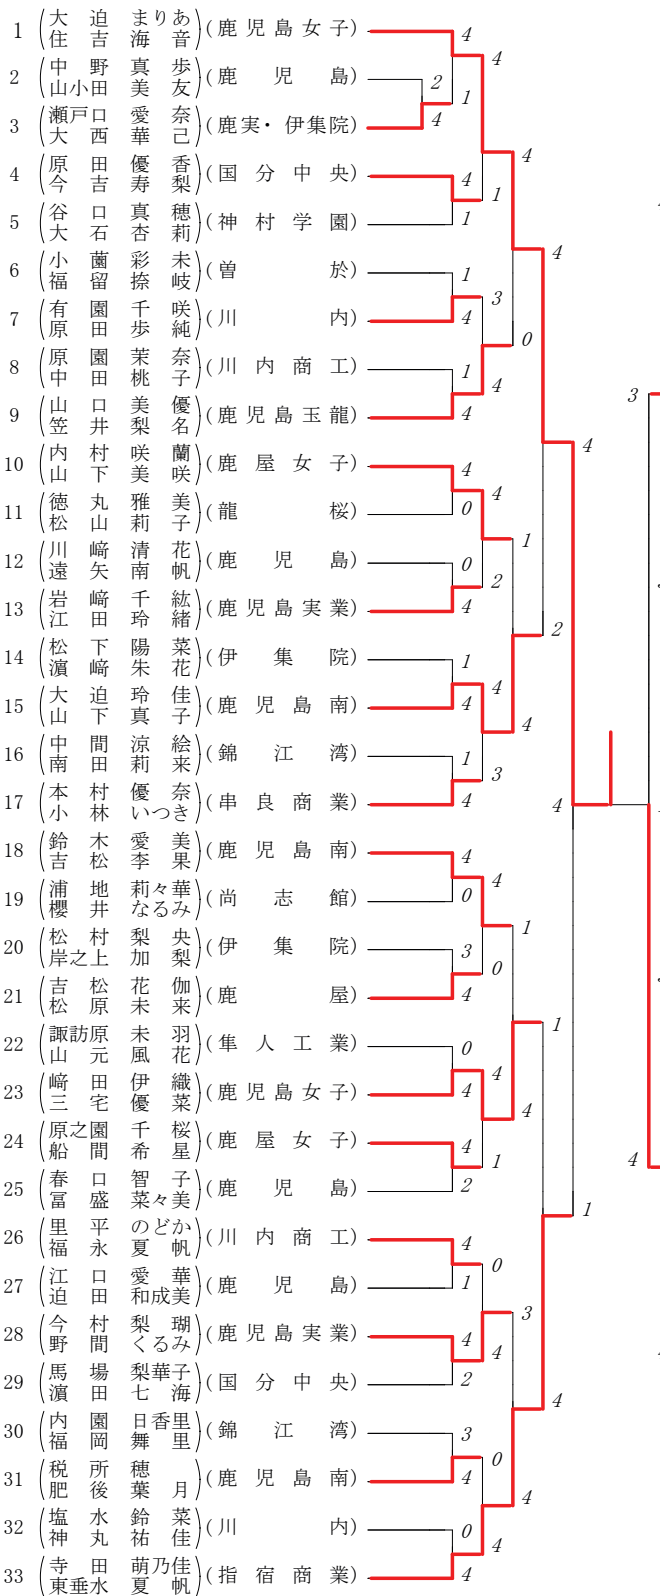 1 (大迫 まりあ 住吉 海音) (鹿児島女子) 4
4
2 (中野 真歩 山小田 美友) (鹿児島) 2
1
3 (瀬戸口 愛奈 大西 華己) (鹿実・伊集院) 4
4
4 (原田 優香 今吉 寿梨) (国分中央) 4
1
5 (谷口 真穂 大石 杏莉) (神村学園) 1
4
6 (小薗 彩未 福留 捺岐) (曽於) 1
3
7 (有園 千咲 原田 歩純) (川内) 4
0
8 (原園 茉奈 中田 桃子) (川内商工) 1
4
3
9 (山口 美優 笠井 梨名) (鹿児島玉龍) 4
4
10 (内村 咲蘭 山下 美咲) (鹿屋女子) 4
4
11 (徳丸 雅美 松山 莉子) (龍桜) 0
1
12 (川﨑 清花 遠矢 南帆) (鹿児島) 0
2
13 (岩﨑 千紘 江田 玲緒) (鹿児島実業) 4
2
14 (松下 陽菜 濵﨑 朱花) (伊集院) 1
4
15 (大迫 玲佳 山下 真子) (鹿児島南) 4
4
16 (中間 涼絵 南田 莉来) (錦江湾) 1
3
17 (本村 優奈 小林 いつき) (串良商業) 4
4
18 (鈴木 愛美 吉松 李果) (鹿児島南) 4
4
19 (浦地 莉々華 櫻井 なるみ) (尚志館) 0
1
20 (松村 梨央 岸之上 加梨) (伊集院) 3
0
21 (吉松 花伽 松原 未来) (鹿屋) 4
1
22 (諏訪原 未羽 山元 風花) (隼人工業) 0
4
23 (﨑田 伊織 三宅 優菜) (鹿児島女子) 4
4
24 (原之園 千桜 船間 希星) (鹿屋女子) 4
1
4
25 (春口 智子 冨盛 菜々美) (鹿児島) 2
1
26 (里平 のどか 福永 夏帆) (川内商工) 4
0
27 (江口 愛華 迫田 和成美) (鹿児島) 1
3
28 (今村 梨瑚 野間 くるみ) (鹿児島実業) 4
4
29 (馬場 梨華子 濵田 七海) (国分中央) 2
4
30 (内園 日香里 福岡 舞里) (錦江湾) 3
0
31 (税所 穂 肥後 葉月) (鹿児島南) 4
4
32 (塩水 鈴菜 神丸 祐佳) (川内) 0
4
33 (寺田 萌乃佳 東垂水 夏帆) (指宿商業) 4